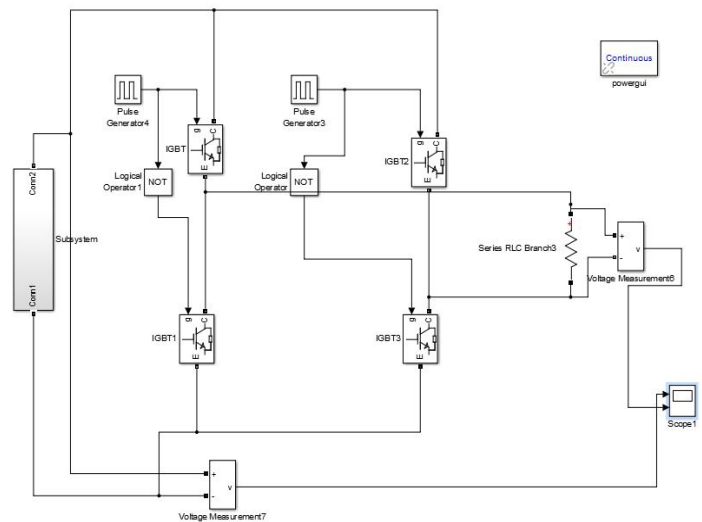 Continuous
powergui
Pulse
Generator4
Pulse
Generator3
g
C
IGBT
E
g
C
IGBT2
E
Conn2
Subsystem
Conn1
Logical
Operator1
NOT
Logical
Operator
NOT
+
Series RLC Branch3
+
v
-
Voltage Measurement6
g
C
IGBT1
E
g
C
IGBT3
E
Scope1
+
v
-
Voltage Measurement7